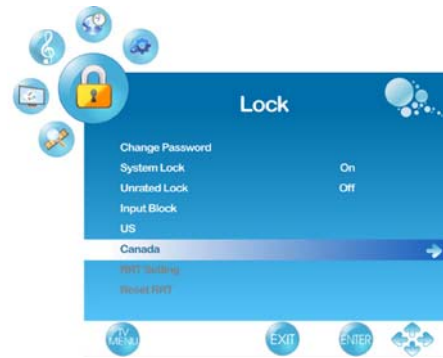 Lock
Change Password
System Lock On
Unrated Lock Off
Input Block
US
Canada
RRT Setting
Reset RRT
TV MENU
EXIT
ENTER